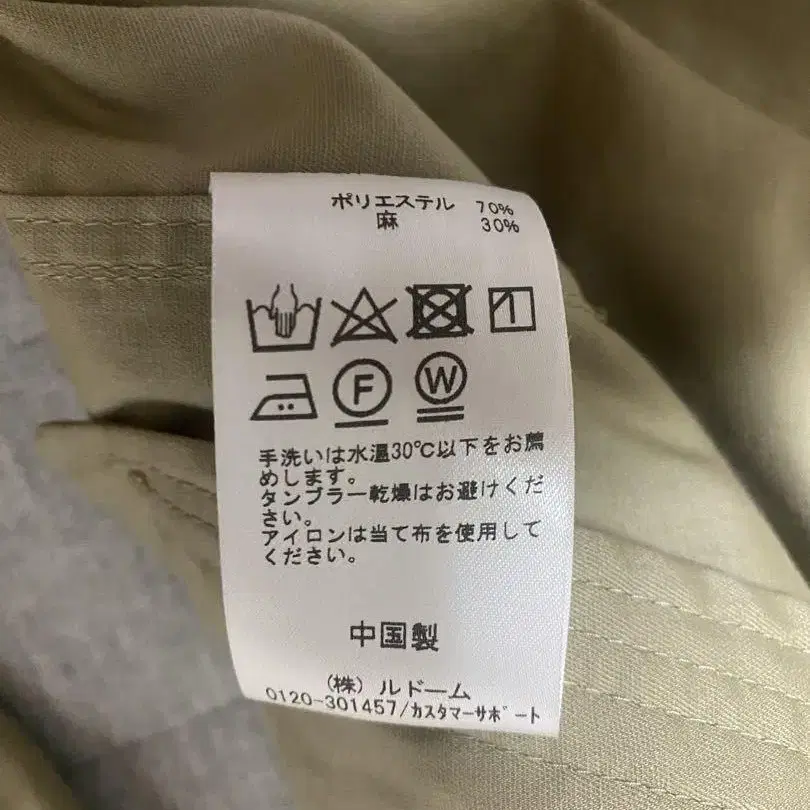 ポリエステル 70%
麻 30%
F W
手洗いは水温30℃以下をお薦
めします。
タンブラー乾燥はお避けくだ
さい。
アイロンは当て布を使用して
ください。
中国製
(株) ルドーム
0120-301457/カスタマーサポート